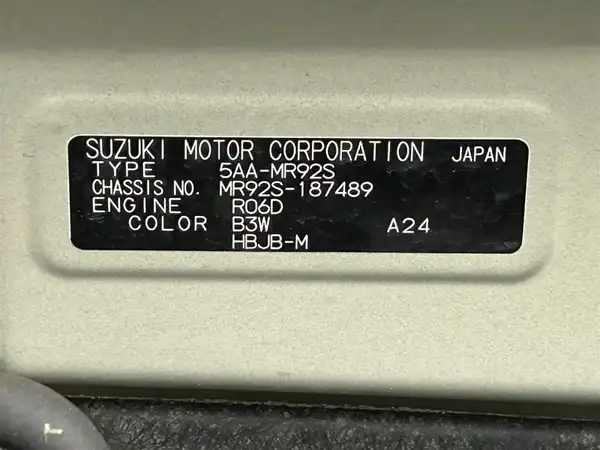 SUZUKI MOTOR CORPORATION JAPAN
TYPE 5AA-MR92S
CHASSIS NO. MR92S-187489
ENGINE R06D
COLOR B3W A24
HBJB-M